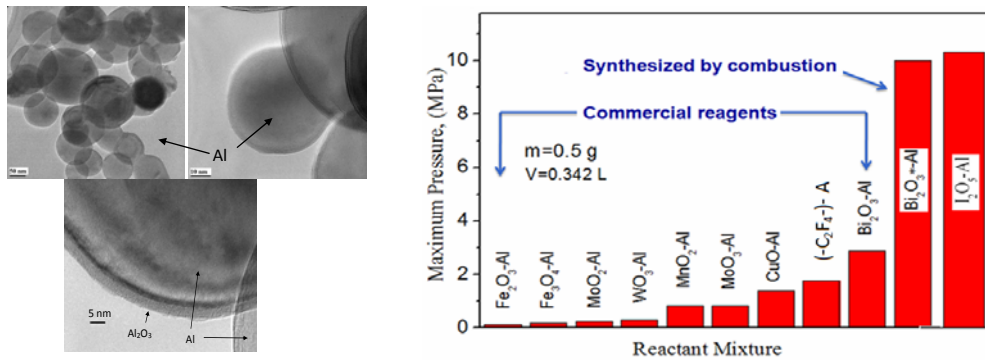 Al
5 nm
Al₂O₃
Al
Maximum Pressure, (MPa)
10
8
6
4
2
0
Synthesized by combustion
Commercial reagents
m=0.5 g
V=0.342 L
Fe₂O₃-Al
Fe₃O₄-Al
MoO₂-Al
WO₃-Al
MnO₂-Al
MoO₃-Al
CuO-Al
(-C₂F₄-)- A
Bi₂O₃-Al
Bi₂O₃*-Al
I₂O₅-Al
Reactant Mixture